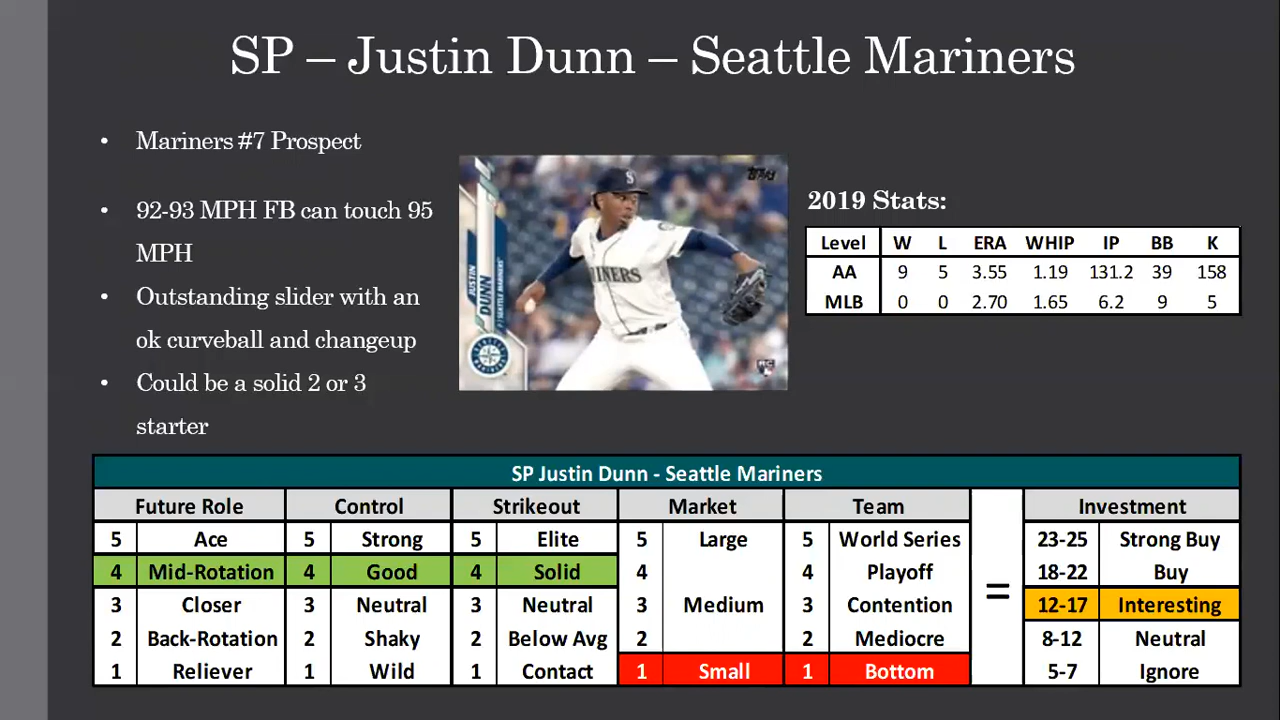 SP – Justin Dunn – Seattle Mariners
• Mariners #7 Prospect
• 92-93 MPH FB can touch 95
MPH
• Outstanding slider with an
ok curveball and changeup
• Could be a solid 2 or 3
starter
Topps
S
MARINERS
JUSTIN
DUNN
SEATTLE MARINERS
RC
2019 Stats:
Level W L ERA WHIP IP BB K
AA 9 5 3.55 1.19 131.2 39 158
MLB 0 0 2.70 1.65 6.2 9 5
SP Justin Dunn - Seattle Mariners
Future Role Control Strikeout Market Team Investment
5 Ace 5 Strong 5 Elite 5 Large 5 World Series 23-25 Strong Buy
4 Mid-Rotation 4 Good 4 Solid 4 4 Playoff 18-22 Buy
3 Closer 3 Neutral 3 Neutral 3 Medium 3 Contention = 12-17 Interesting
2 Back-Rotation 2 Shaky 2 Below Avg 2 2 Mediocre 8-12 Neutral
1 Reliever 1 Wild 1 Contact 1 Small 1 Bottom 5-7 Ignore